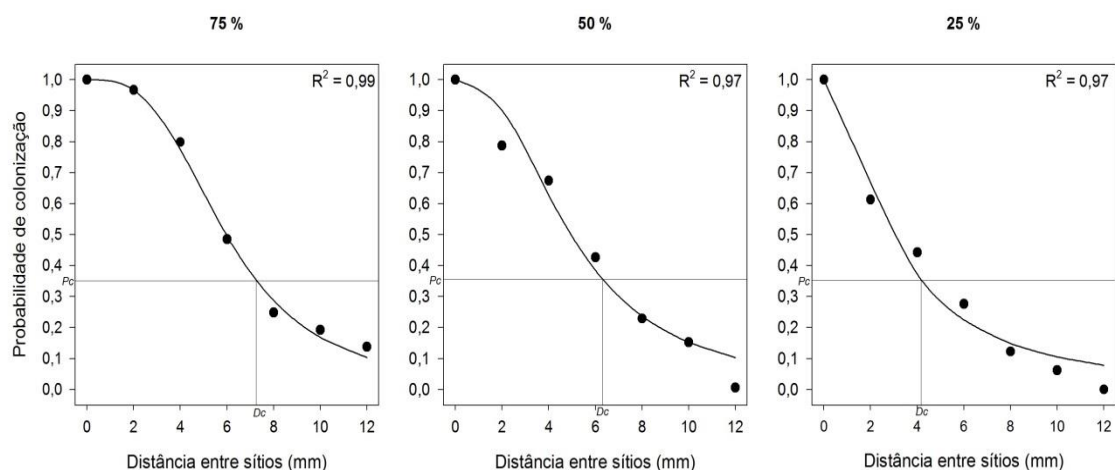 75 %
50 %
25 %
R² = 0,99
R² = 0,97
R² = 0,97
Probabilidade de colonização
1,0
0,9
0,8
0,7
0,6
0,5
0,4
Pc
0,3
0,2
0,1
0,0
1,0
0,9
0,8
0,7
0,6
0,5
0,4
Pc
0,3
0,2
0,1
0,0
1,0
0,9
0,8
0,7
0,6
0,5
0,4
Pc
0,3
0,2
0,1
0,0
Dc
Dc
Dc
0 2 4 6 8 10 12
0 2 4 6 8 10 12
0 2 4 6 8 10 12
Distância entre sítios (mm)
Distância entre sítios (mm)
Distância entre sítios (mm)